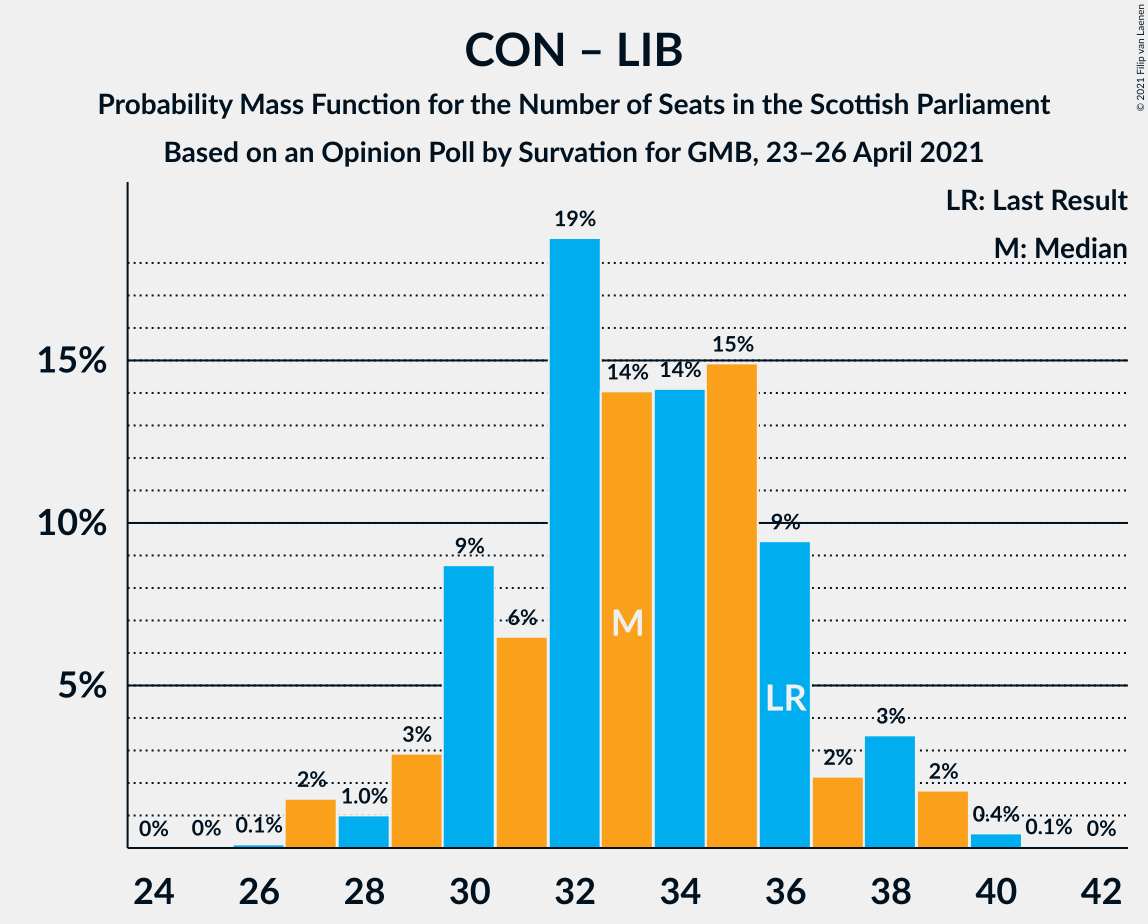 CON – LIB
Probability Mass Function for the Number of Seats in the Scottish Parliament
Based on an Opinion Poll by Survation for GMB, 23–26 April 2021
© 2021 Filip van Laenen
LR: Last Result
M: Median
15%
10%
5%
0%
0%
0.1%
2%
1.0%
3%
9%
6%
19%
14%
14%
15%
9%
2%
3%
2%
0.4%
0.1%
0%
M
LR
24 26 28 30 32 34 36 38 40 42